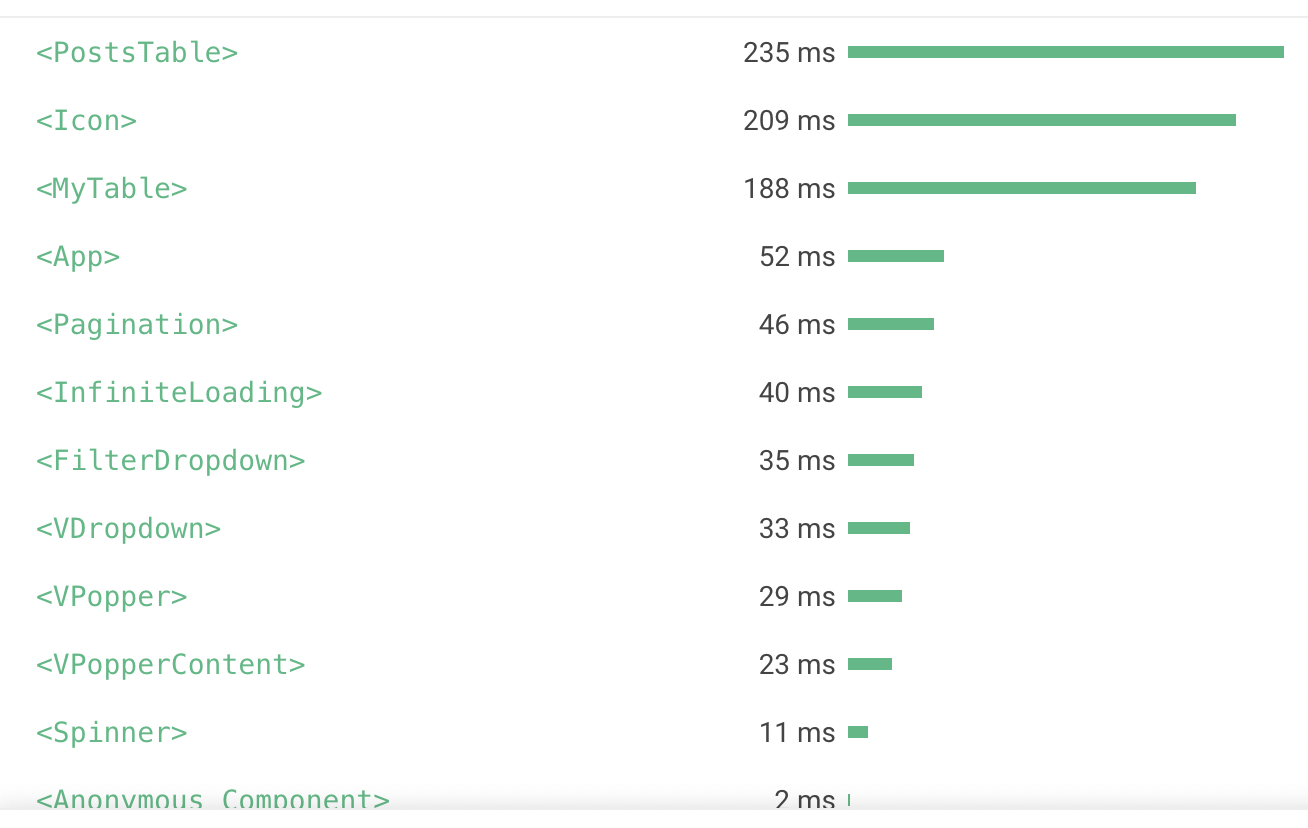 <PostsTable> 235 ms
<Icon> 209 ms
<MyTable> 188 ms
<App> 52 ms
<Pagination> 46 ms
<InfiniteLoading> 40 ms
<FilterDropdown> 35 ms
<VDropdown> 33 ms
<VPopper> 29 ms
<VPopperContent> 23 ms
<Spinner> 11 ms
<Anonymous Component> 2 ms